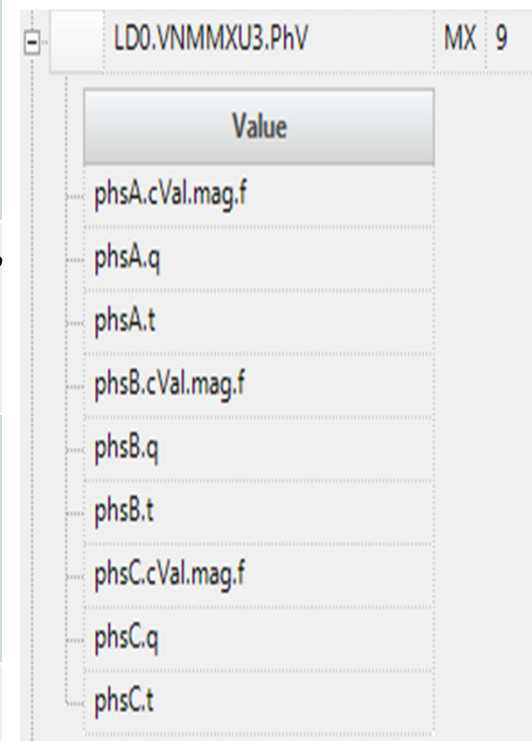 LD0.VNMMXU3.PhV MX 9
Value
phsA.cVal.mag.f
phsA.q
phsA.t
phsB.cVal.mag.f
phsB.q
phsB.t
phsC.cVal.mag.f
phsC.q
phsC.t